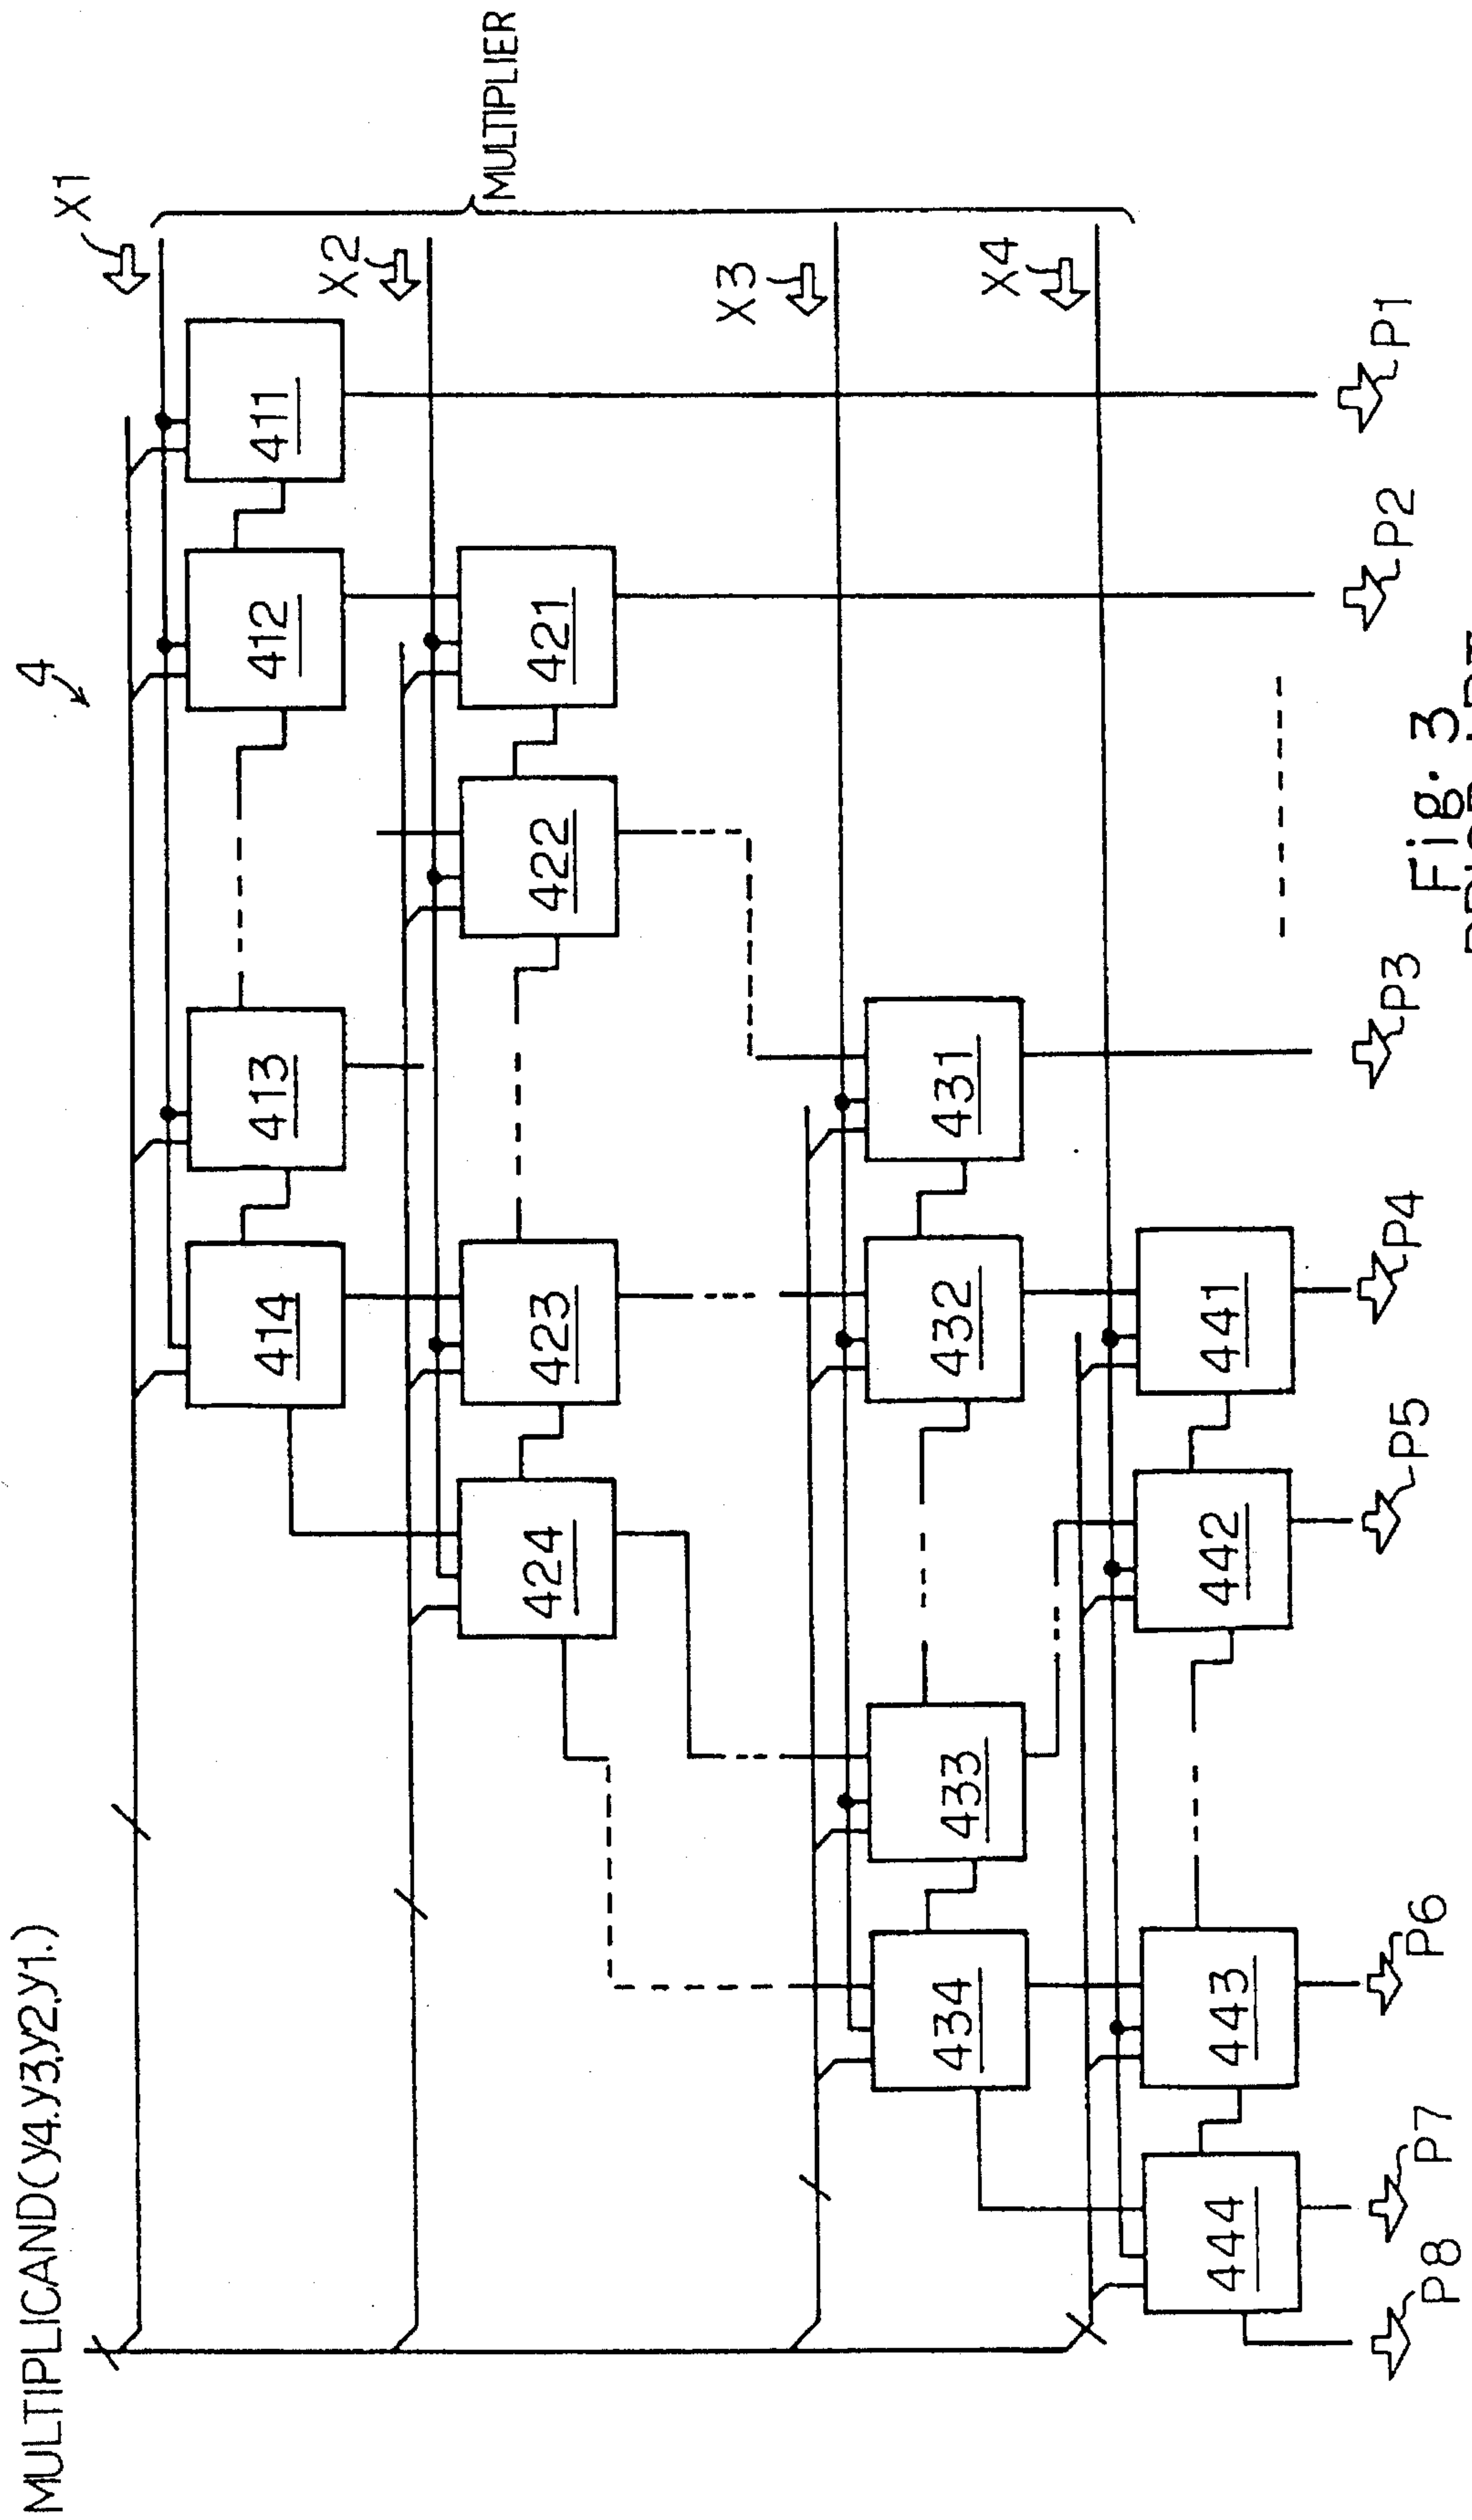 MULTIPLICAND(y4.y3,y2,y1.)
4
X1
411
412
413
414
X2
MULTIPLIER
421
422
423
424
X3
431
432
433
434
X4
441
442
443
444
P1
P2
P3
P4
P5
P6
P7
P8
Fig. 3